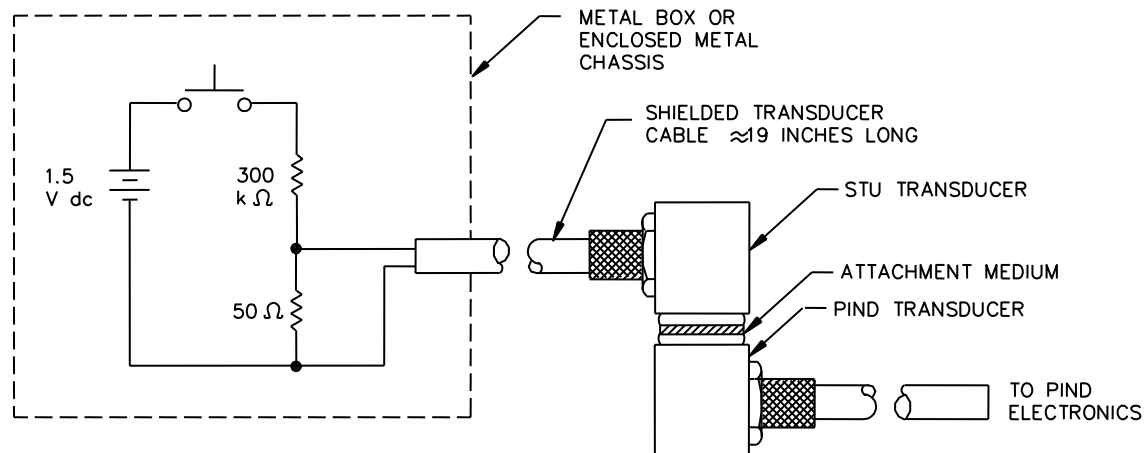 METAL BOX OR
ENCLOSED METAL
CHASSIS
SHIELDED TRANSDUCER
CABLE ≈19 INCHES LONG
1.5
V dc
300
k Ω
STU TRANSDUCER
ATTACHMENT MEDIUM
50 Ω
PIND TRANSDUCER
TO PIND
ELECTRONICS